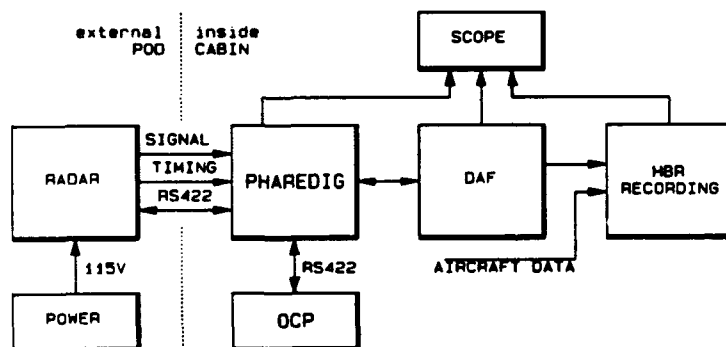 external inside
POD CABIN
SCOPE
SIGNAL
TIMING
RS422
RADAR
PHAREDIG
DAF
HBR
RECORDING
115V
RS422
AIRCRAFT DATA
POWER
OCP